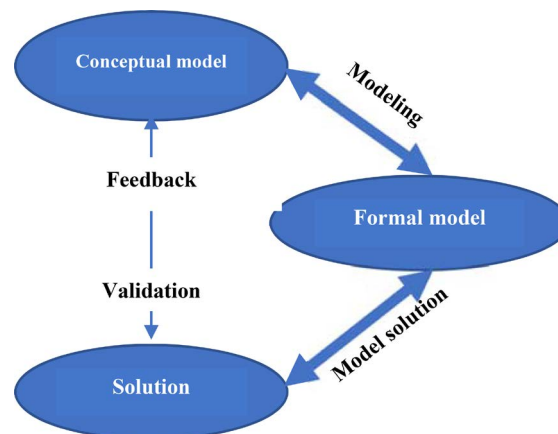 Conceptual model
Modeling
Feedback
Formal model
Validation
Model solution
Solution